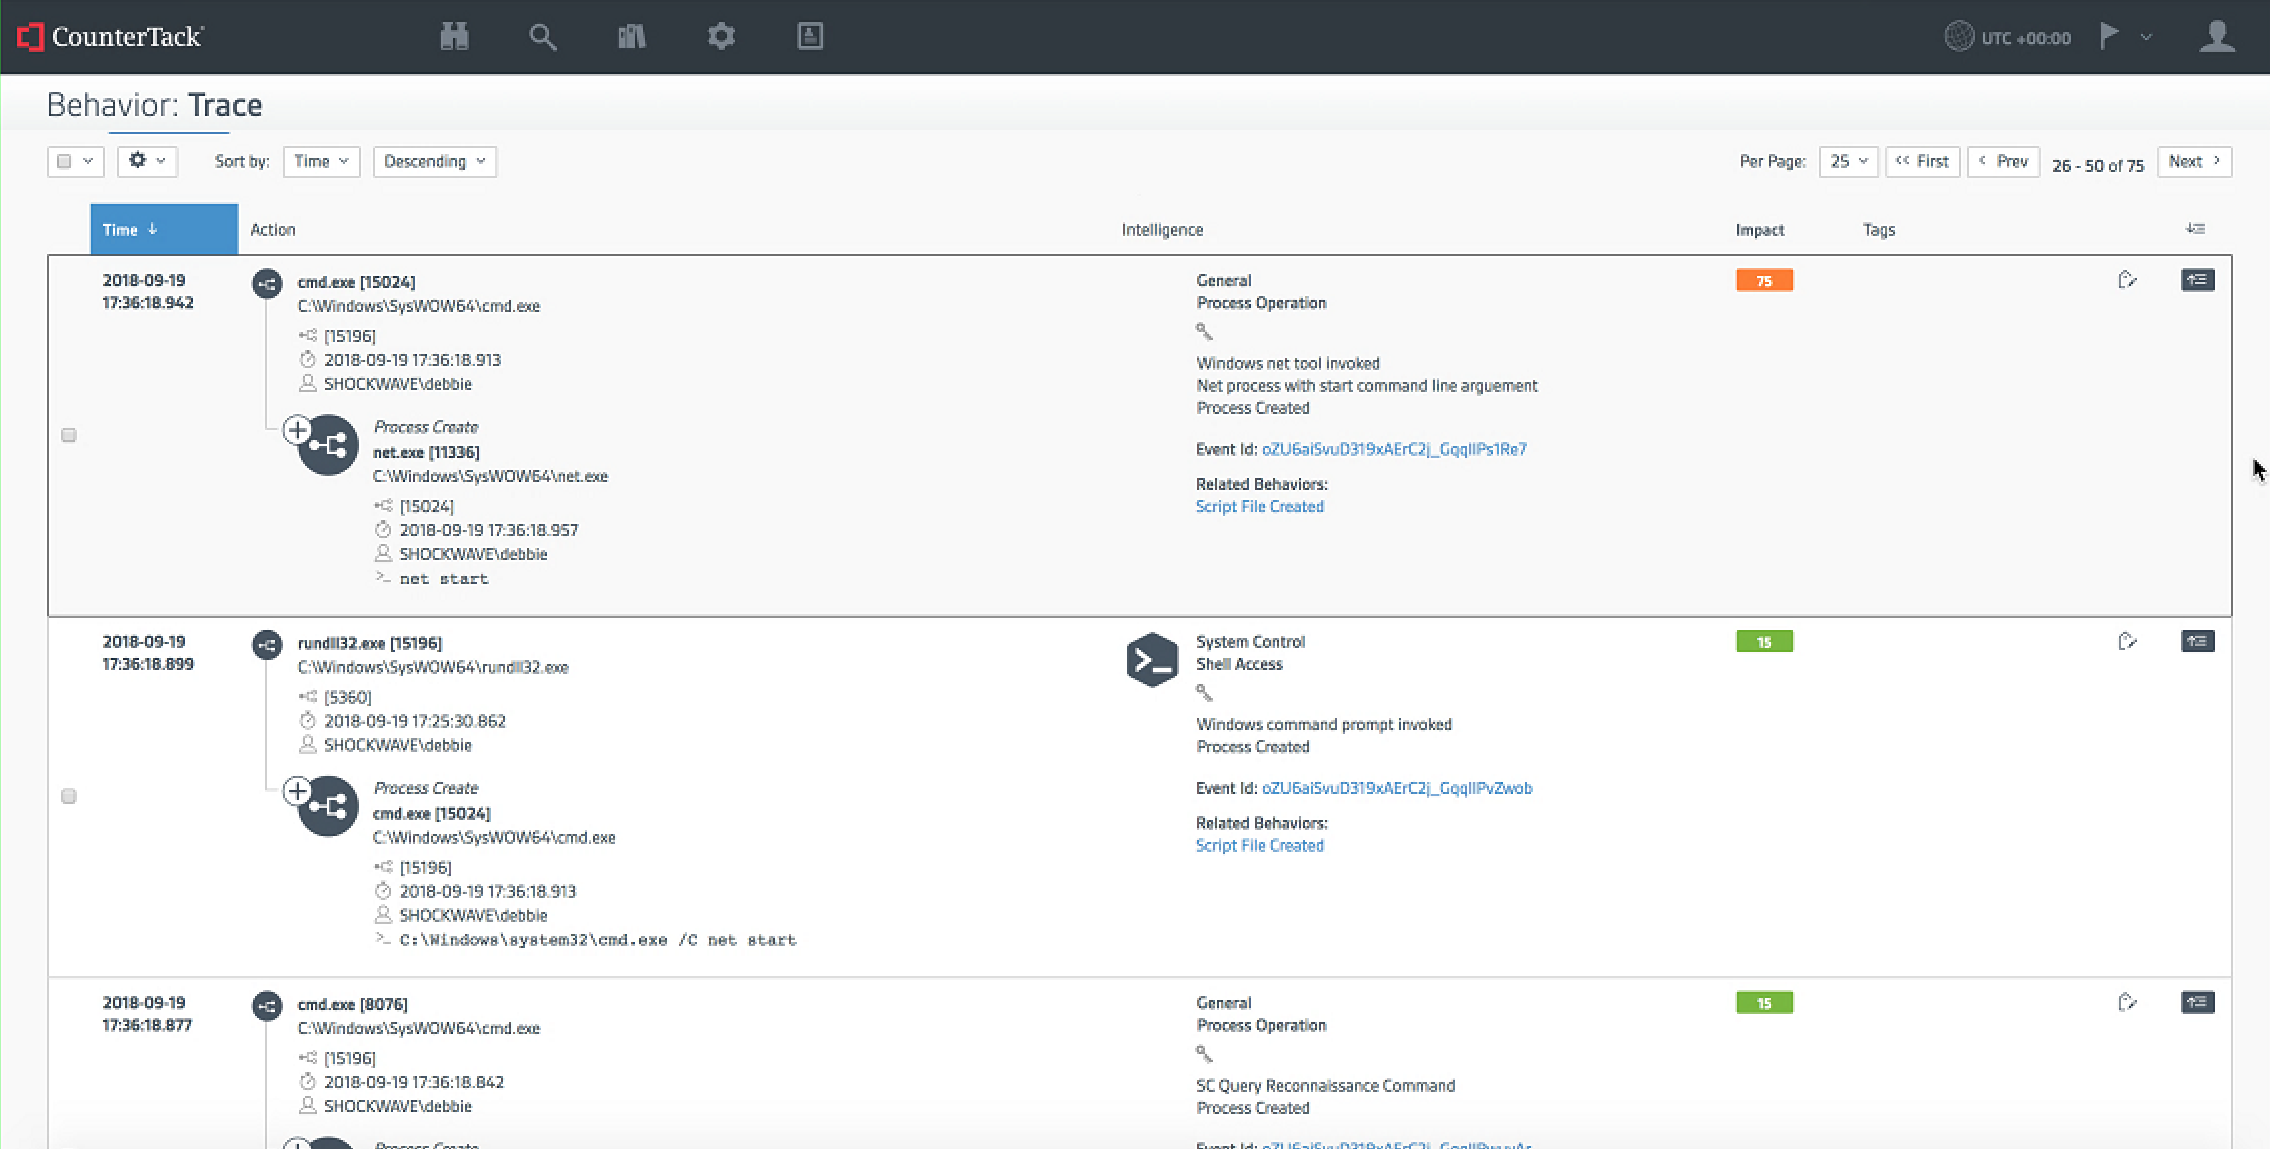 CounterTack
UTC +00:00
Behavior: Trace
Sort by: Time Descending
Per Page: 25 << First < Prev 26 - 50 of 75 Next >
Time ↓ Action Intelligence Impact Tags
2018-09-19
17:36:18.942
cmd.exe [15024]
C:\Windows\SysWOW64\cmd.exe
[15196]
2018-09-19 17:36:18.913
SHOCKWAVE\debbie
Process Create
net.exe [11336]
C:\Windows\SysWOW64\net.exe
[15024]
2018-09-19 17:36:18.957
SHOCKWAVE\debbie
>_ net start
General
Process Operation
Windows net tool invoked
Net process with start command line arguement
Process Created
Event Id: oZU6aiSvuD319xAErC2j_GqqIIPs1Re7
Related Behaviors:
Script File Created
75
2018-09-19
17:36:18.899
rundll32.exe [15196]
C:\Windows\SysWOW64\rundll32.exe
[5360]
2018-09-19 17:25:30.862
SHOCKWAVE\debbie
Process Create
cmd.exe [15024]
C:\Windows\SysWOW64\cmd.exe
[15196]
2018-09-19 17:36:18.913
SHOCKWAVE\debbie
>_ C:\Windows\system32\cmd.exe /C net start
System Control
Shell Access
Windows command prompt invoked
Process Created
Event Id: oZU6aiSvuD319xAErC2j_GqqIIPvZwob
Related Behaviors:
Script File Created
15
2018-09-19
17:36:18.877
cmd.exe [8076]
C:\Windows\SysWOW64\cmd.exe
[15196]
2018-09-19 17:36:18.842
SHOCKWAVE\debbie
Process Create
General
Process Operation
SC Query Reconnaissance Command
Process Created
Event Id:
15